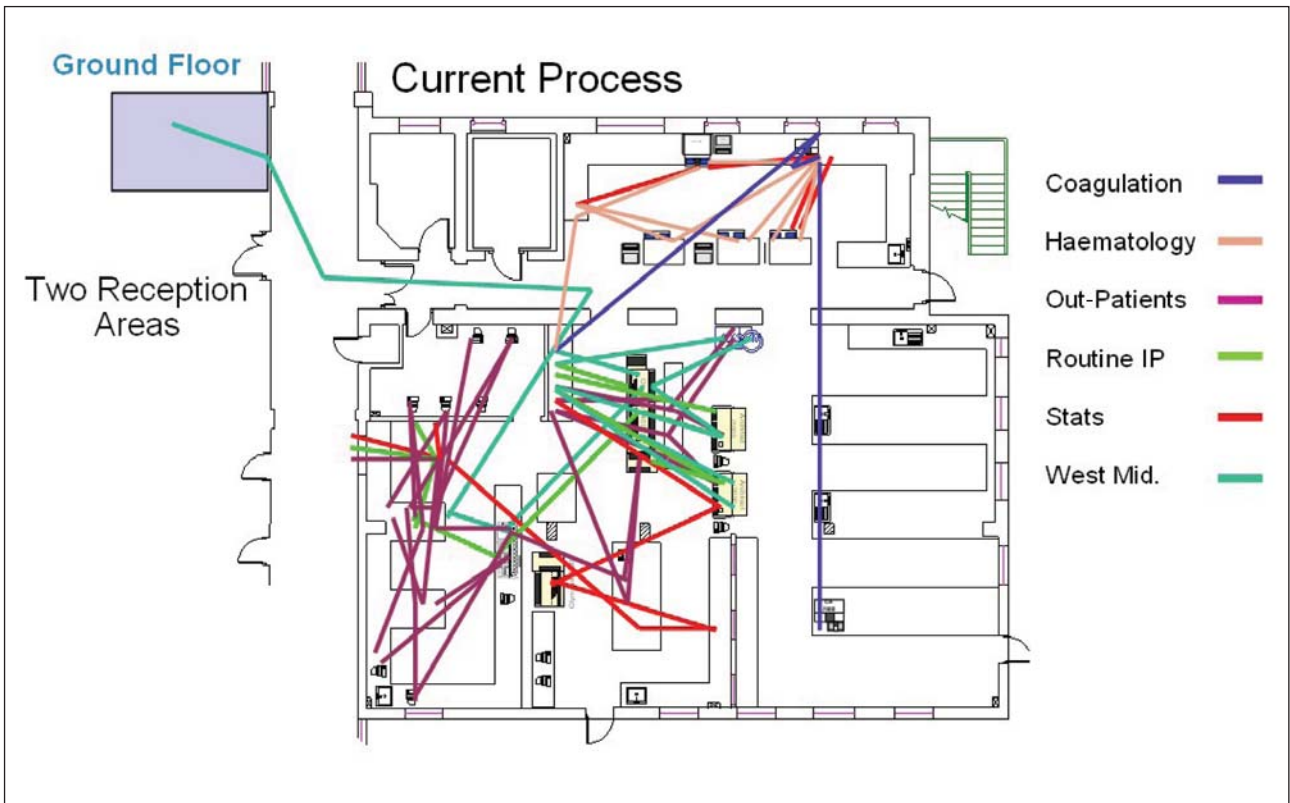 Ground Floor
Current Process
Two Reception
Areas
Coagulation
Haematology
Out-Patients
Routine IP
Stats
West Mid.